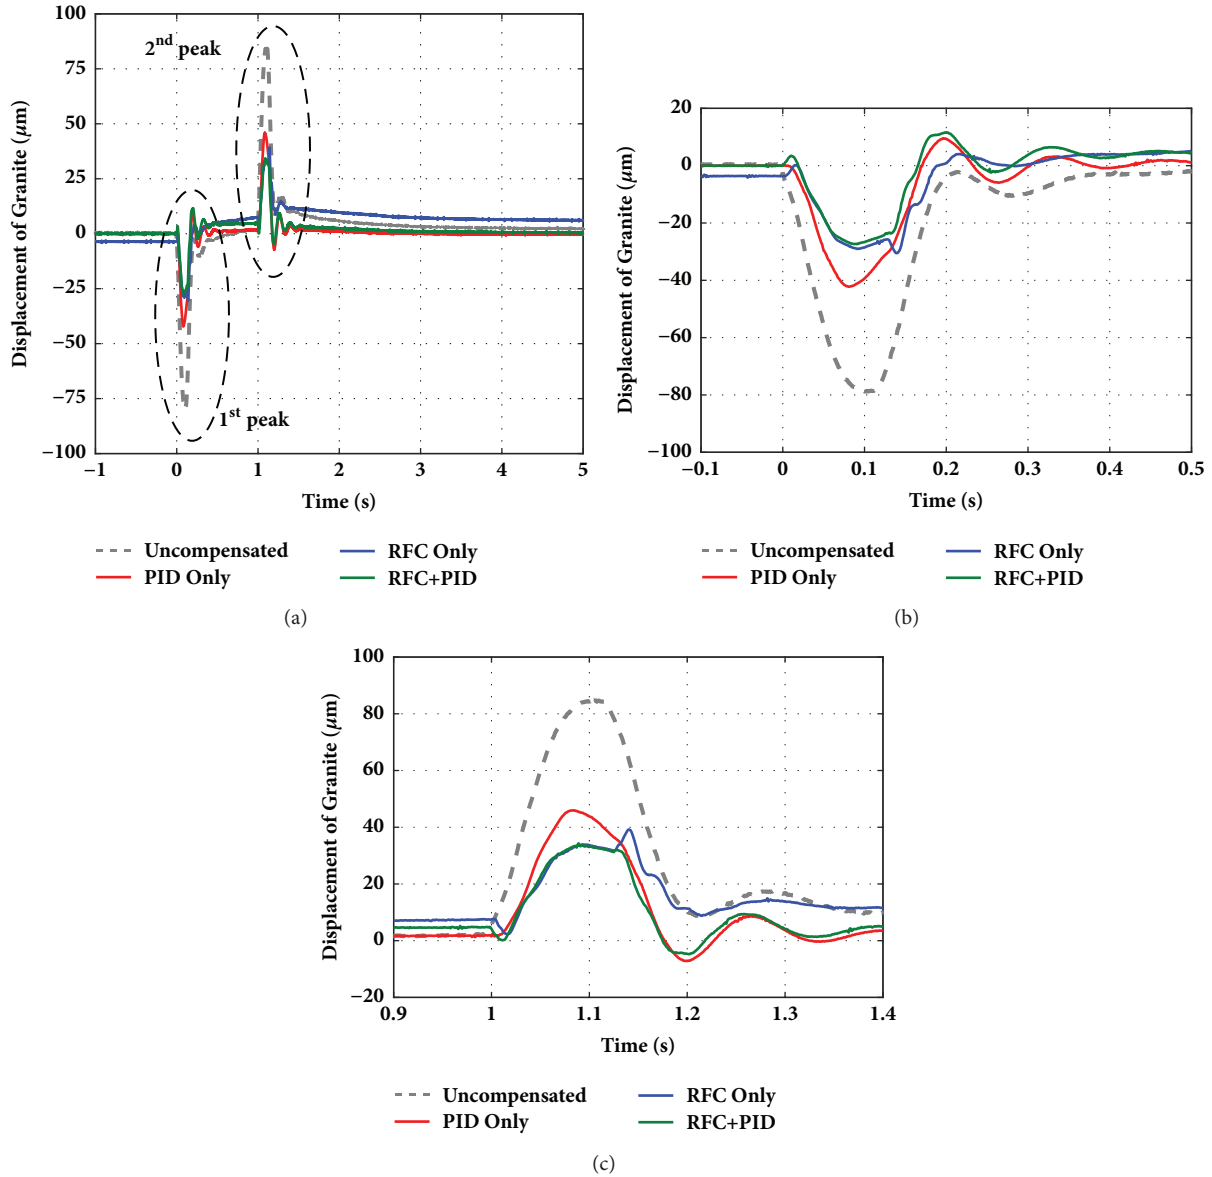 100
75
50
25
0
−25
−50
−75
−100
Displacement of Granite (μm)
2nd peak
1st peak
−1 0 1 2 3 4 5
Time (s)
Uncompensated
PID Only
RFC Only
RFC+PID
(a)
20
0
−20
−40
−60
−80
−100
Displacement of Granite (μm)
−0.1 0 0.1 0.2 0.3 0.4 0.5
Time (s)
Uncompensated
PID Only
RFC Only
RFC+PID
(b)
100
80
60
40
20
0
−20
Displacement of Granite (μm)
0.9 1 1.1 1.2 1.3 1.4
Time (s)
Uncompensated
PID Only
RFC Only
RFC+PID
(c)